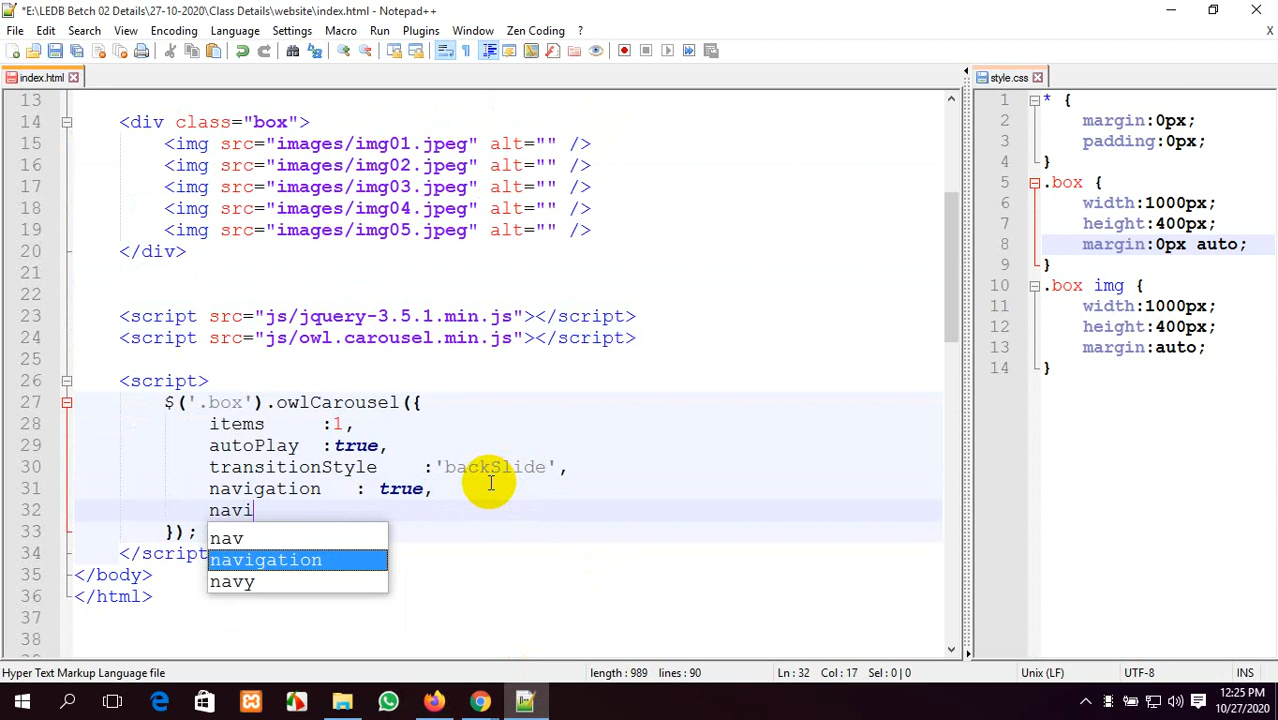 *E:\LEDB Betch 02 Details\27-10-2020\Class Details\website\index.html - Notepad++
File Edit Search View Encoding Language Settings Macro Run Plugins Window Zen Coding ? X
index.html
style.css
13
14 <div class="box">
15 <img src="images/img01.jpeg" alt="" />
16 <img src="images/img02.jpeg" alt="" />
17 <img src="images/img03.jpeg" alt="" />
18 <img src="images/img04.jpeg" alt="" />
19 <img src="images/img05.jpeg" alt="" />
20 </div>
21
22
23 <script src="js/jquery-3.5.1.min.js"></script>
24 <script src="js/owl.carousel.min.js"></script>
25
26 <script>
27 $('.box').owlCarousel({
28 items :1,
29 autoPlay :true,
30 transitionStyle :'backSlide',
31 navigation : true,
32 navi
33 });
34 </script
35 </body>
36 </html>
37
38
nav
navigation
navy
1 * {
2 margin:0px;
3 padding:0px;
4 }
5 .box {
6 width:1000px;
7 height:400px;
8 margin:0px auto;
9 }
10 .box img {
11 width:1000px;
12 height:400px;
13 margin:auto;
14 }
Hyper Text Markup Language file length : 989 lines : 90 Ln : 32 Col : 17 Sel : 0 | 0 Unix (LF) UTF-8 INS
12:25 PM
10/27/2020